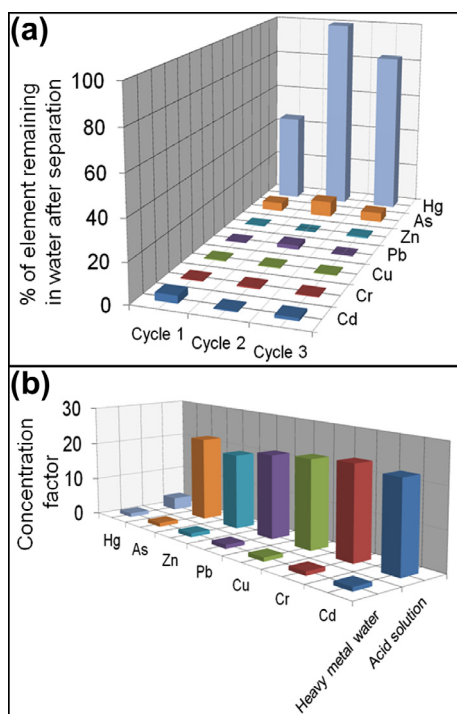 (a)
% of element remaining
in water after separation
100
80
60
40
20
0
Cycle 1
Cycle 2
Cycle 3
Hg
As
Zn
Pb
Cu
Cr
Cd
(b)
Concentration
factor
30
20
10
0
Hg
As
Zn
Pb
Cu
Cr
Cd
Heavy metal water
Acid solution